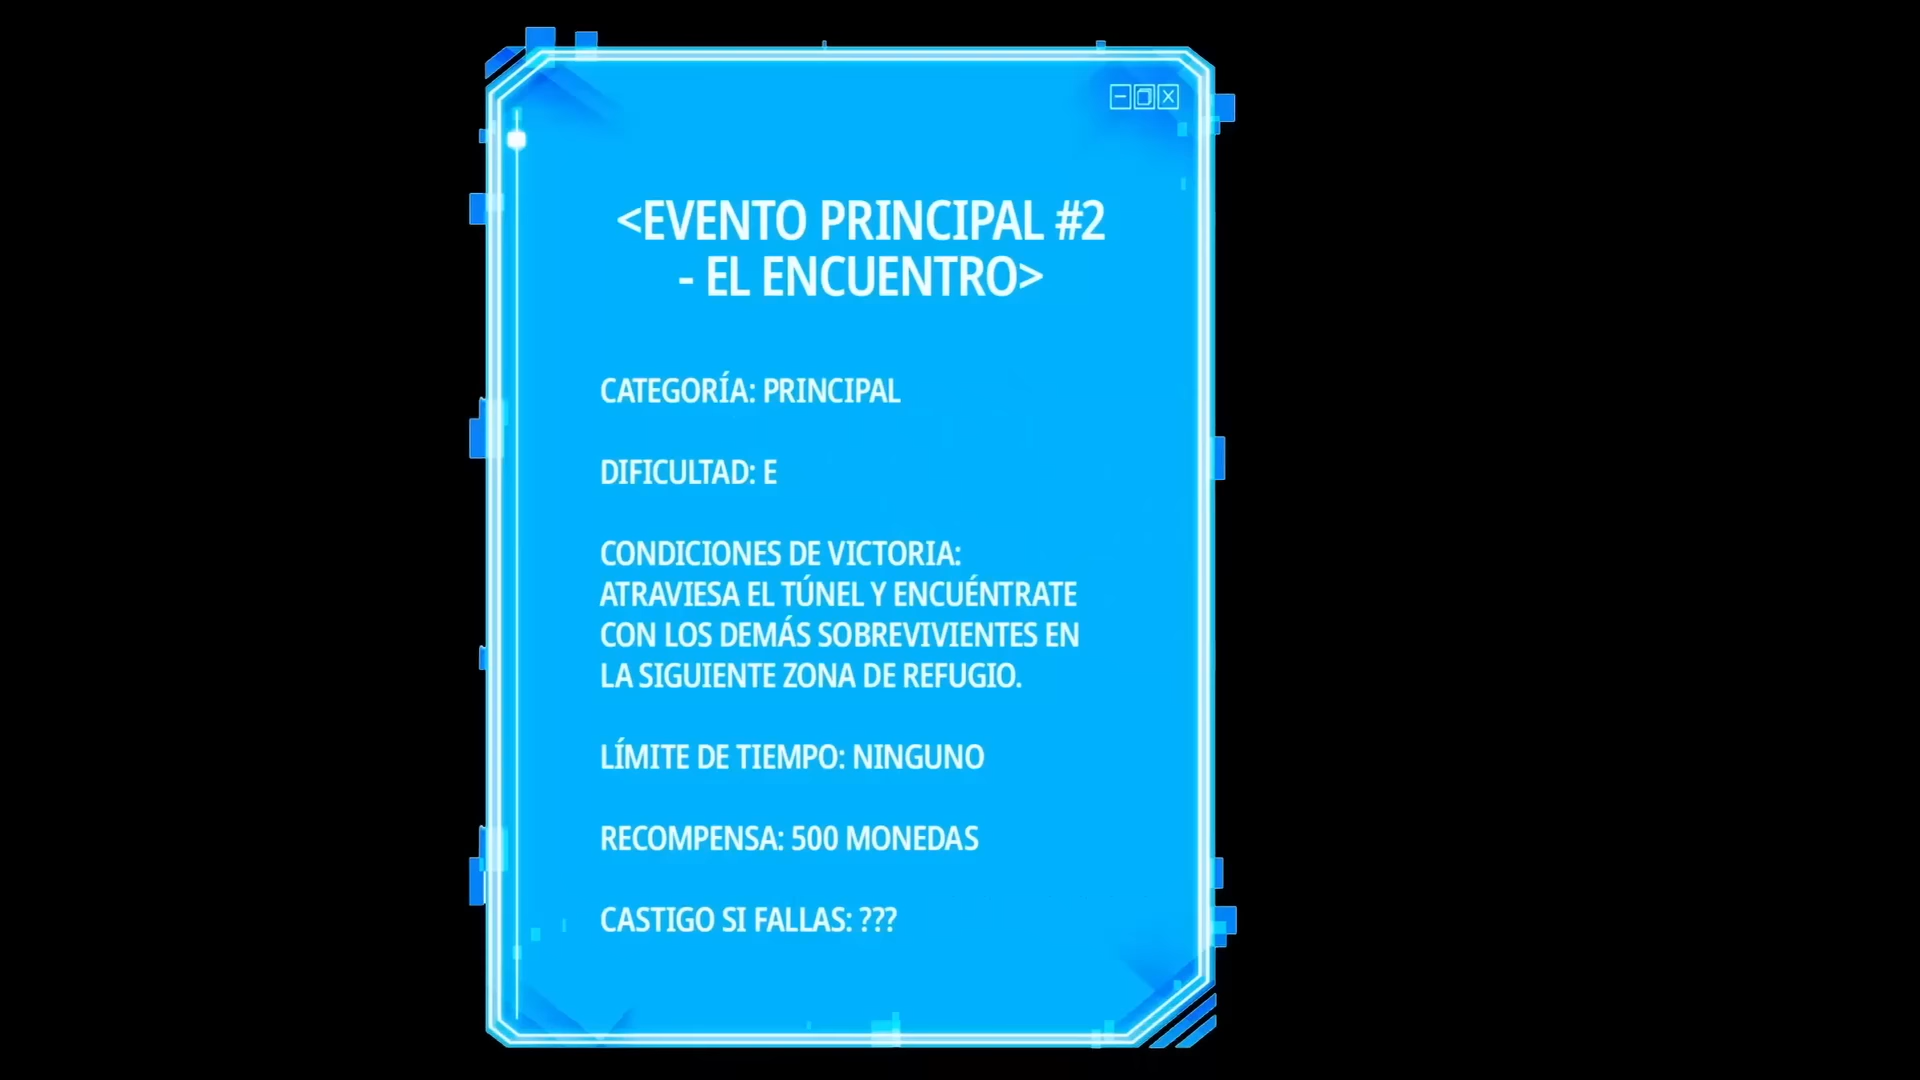 <EVENTO PRINCIPAL #2
- EL ENCUENTRO>
CATEGORÍA: PRINCIPAL
DIFICULTAD: E
CONDICIONES DE VICTORIA:
ATRAVIESA EL TÚNEL Y ENCUÉNTRATE
CON LOS DEMÁS SOBREVIVIENTES EN
LA SIGUIENTE ZONA DE REFUGIO.
LÍMITE DE TIEMPO: NINGUNO
RECOMPENSA: 500 MONEDAS
CASTIGO SI FALLAS: ???